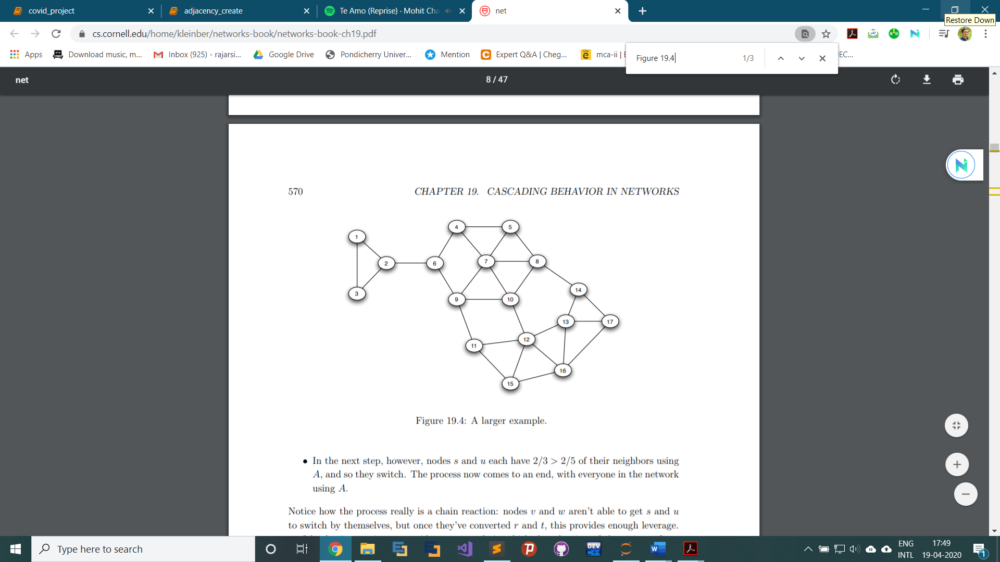 covid_project
adjacency_create
Te Amo (Reprise) · Mohit Cha
net
Restore Down
cs.cornell.edu/home/kleinber/networks-book/networks-book-ch19.pdf
Apps
Download music, m...
Inbox (925) - rajarsi...
Google Drive
Pondicherry Univer...
Mention
Expert Q&A | Cheg...
mca-ii | E
EC...
Figure 19.4
1/3
net
8 / 47
570
CHAPTER 19. CASCADING BEHAVIOR IN NETWORKS
4
5
1
2
6
7
8
3
9
10
14
13
17
12
11
16
15
Figure 19.4: A larger example.
• In the next step, however, nodes s and u each have 2/3 > 2/5 of their neighbors using
A, and so they switch. The process now comes to an end, with everyone in the network
using A.
Notice how the process really is a chain reaction: nodes v and w aren't able to get s and u
to switch by themselves, but once they've converted r and t, this provides enough leverage.
Type here to search
DEV
C++
ENG
INTL
17:49
19-04-2020
1